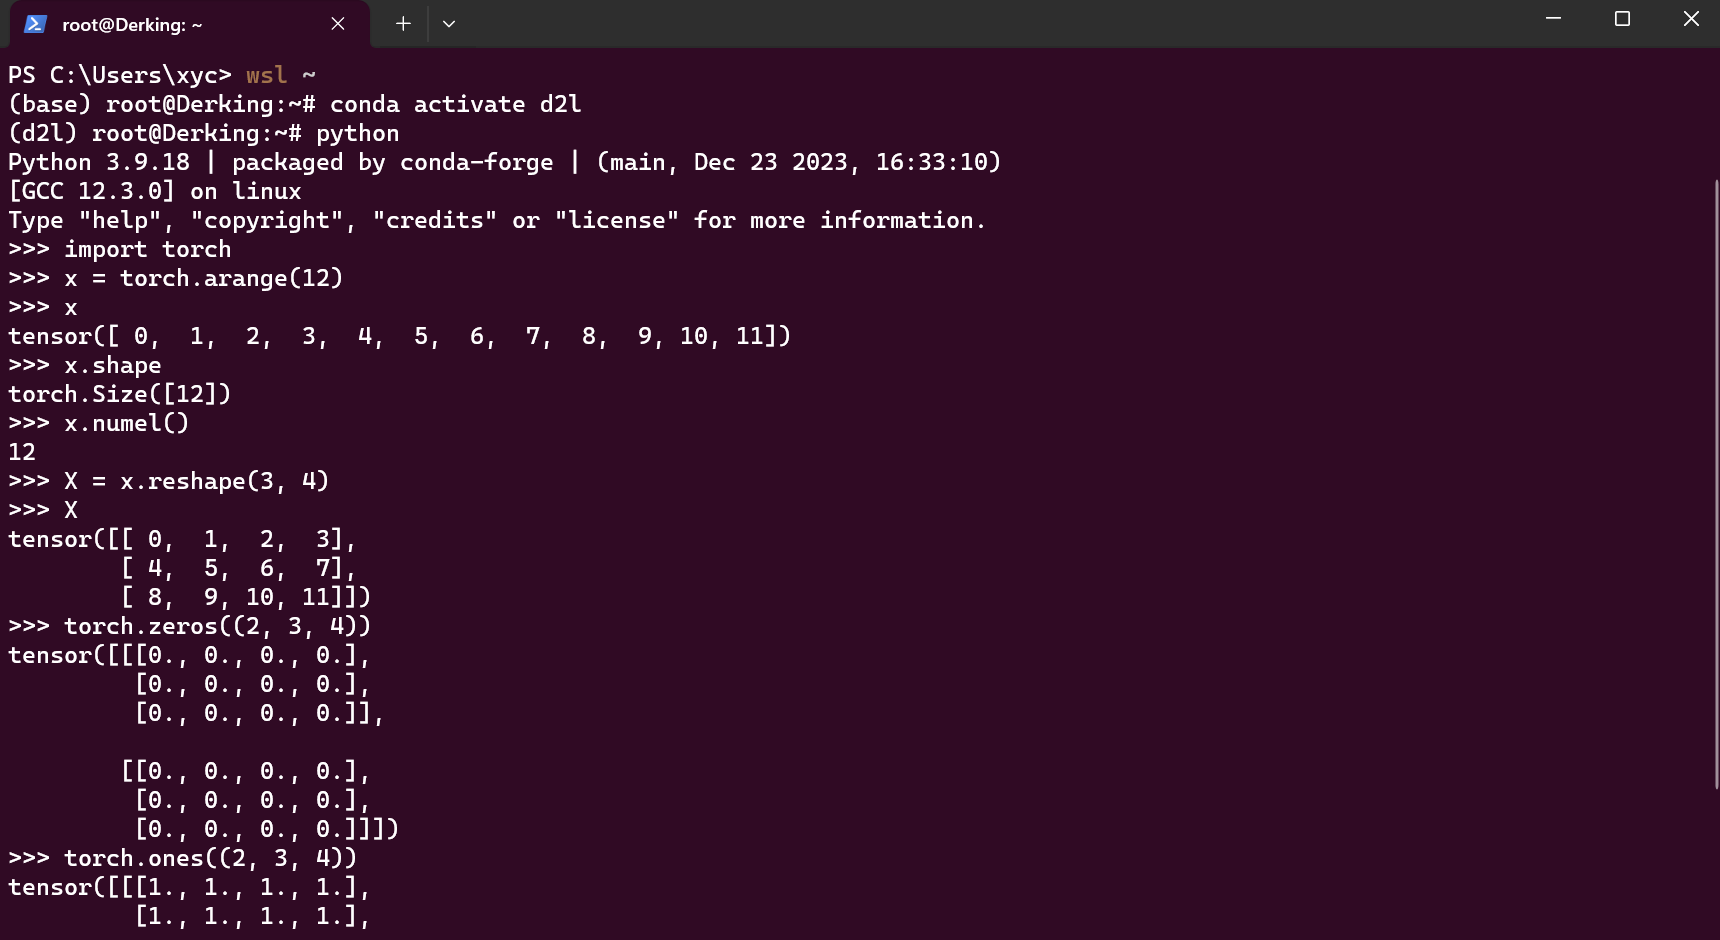 root@Derking: ~
PS C:\Users\xyc> wsl ~
(base) root@Derking:~# conda activate d2l
(d2l) root@Derking:~# python
Python 3.9.18 | packaged by conda-forge | (main, Dec 23 2023, 16:33:10)
[GCC 12.3.0] on linux
Type "help", "copyright", "credits" or "license" for more information.
>>> import torch
>>> x = torch.arange(12)
>>> x
tensor([ 0,  1,  2,  3,  4,  5,  6,  7,  8,  9, 10, 11])
>>> x.shape
torch.Size([12])
>>> x.numel()
12
>>> X = x.reshape(3, 4)
>>> X
tensor([[ 0,  1,  2,  3],
        [ 4,  5,  6,  7],
        [ 8,  9, 10, 11]])
>>> torch.zeros((2, 3, 4))
tensor([[[0., 0., 0., 0.],
         [0., 0., 0., 0.],
         [0., 0., 0., 0.]],

        [[0., 0., 0., 0.],
         [0., 0., 0., 0.],
         [0., 0., 0., 0.]]])
>>> torch.ones((2, 3, 4))
tensor([[[1., 1., 1., 1.],
         [1., 1., 1., 1.],